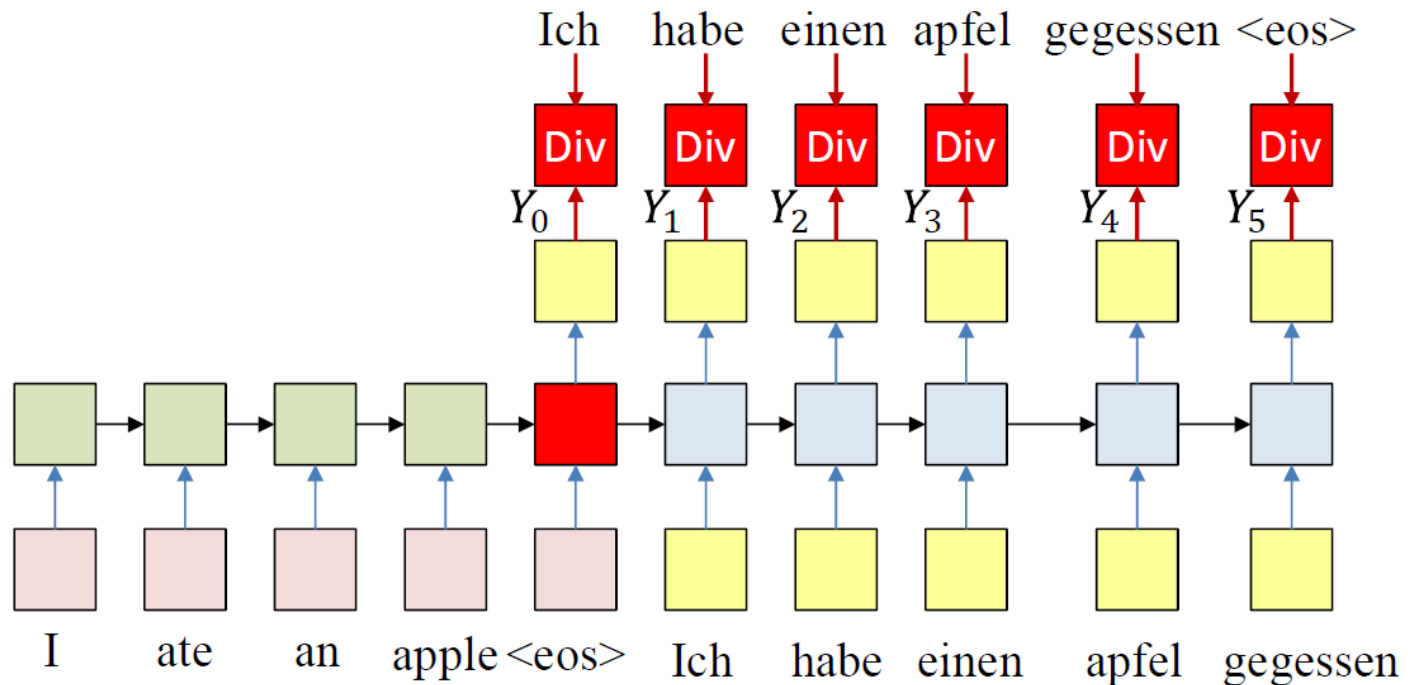 Ich habe einen apfel gegessen <eos>
Div Div Div Div Div Div
Y₀ Y₁ Y₂ Y₃ Y₄ Y₅
I ate an apple <eos> Ich habe einen apfel gegessen